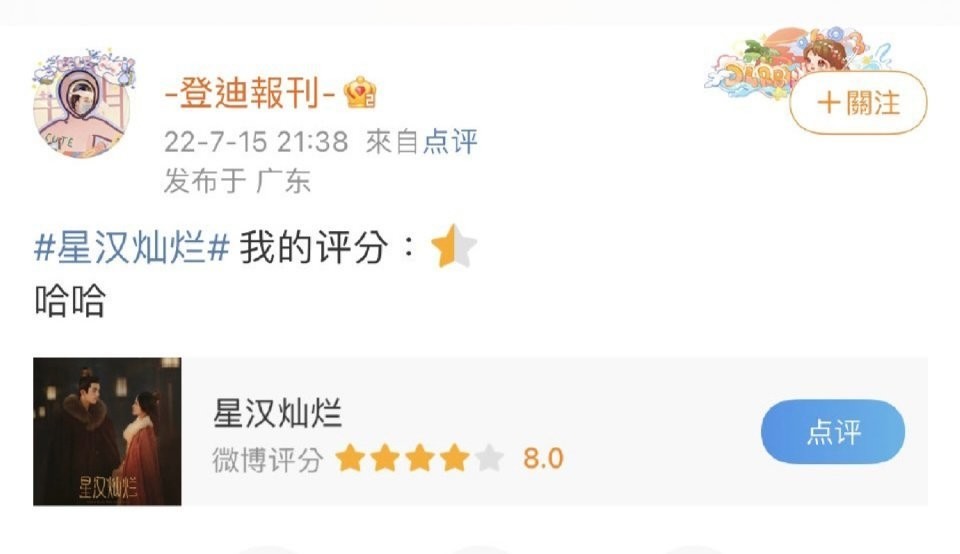 -登迪報刊-
+關注
22-7-15 21:38 來自点评
发布于 广东
#星汉灿烂# 我的评分：
哈哈
星汉灿烂
星汉灿烂
微博评分 8.0
点评